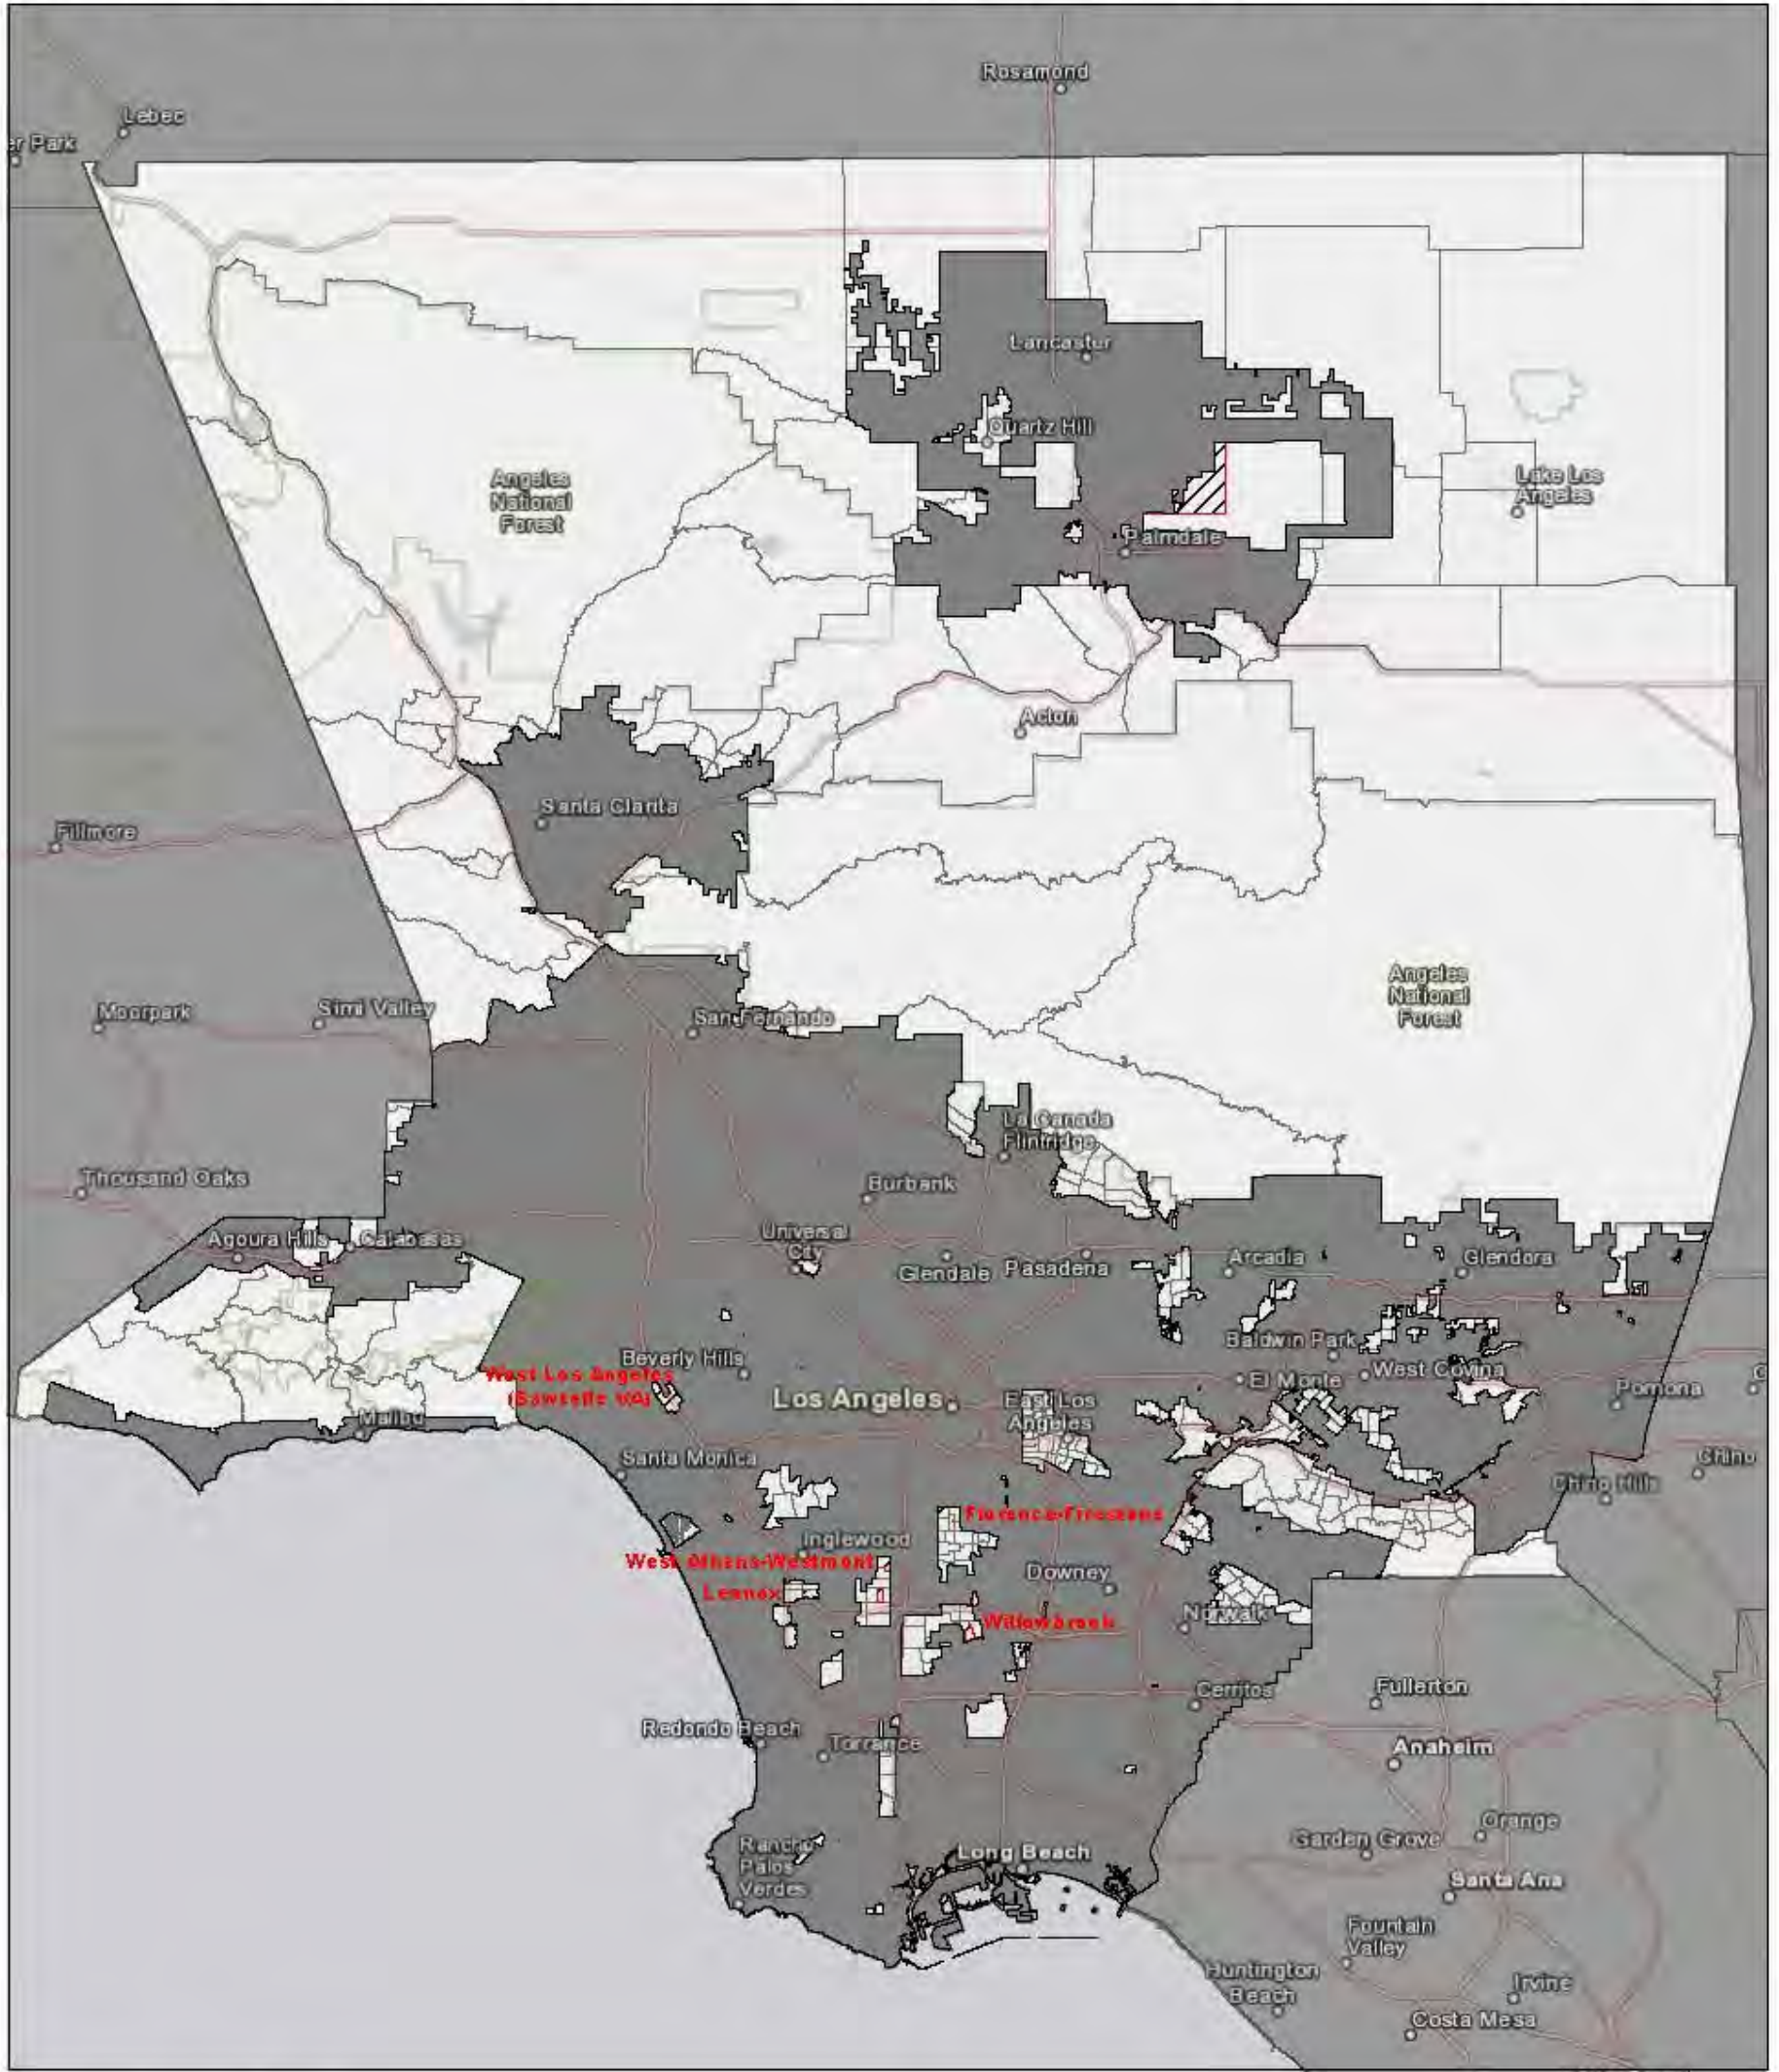 Rosamond
Lebec
er Park
Lancaster
Quartz Hill
Lake Los
Angeles
Angeles
National
Forest
Palmdale
Acton
Santa Clarita
Fillmore
Angeles
National
Forest
Moorpark
Simi Valley
San Fernando
La Canada
Flintridge
Thousand Oaks
Burbank
Agoura Hills
Calabasas
Universal
City
Glendale
Pasadena
Arcadia
Glendora
Baldwin Park
Beverly Hills
West Los Angeles
(Sawtelle VA)
Los Angeles
East Los
Angeles
El Monte
West Covina
Pomona
C
Malibu
Santa Monica
Chino
Chino Hills
Florence-Firestone
Inglewood
West Athens-Westmont
Lennox
Downey
Willowbrook
Norwalk
Cerritos
Fullerton
Redondo Beach
Torrance
Anaheim
Orange
Garden Grove
Rancho
Palos
Verdes
Long Beach
Santa Ana
Fountain
Valley
Huntington
Beach
Irvine
Costa Mesa